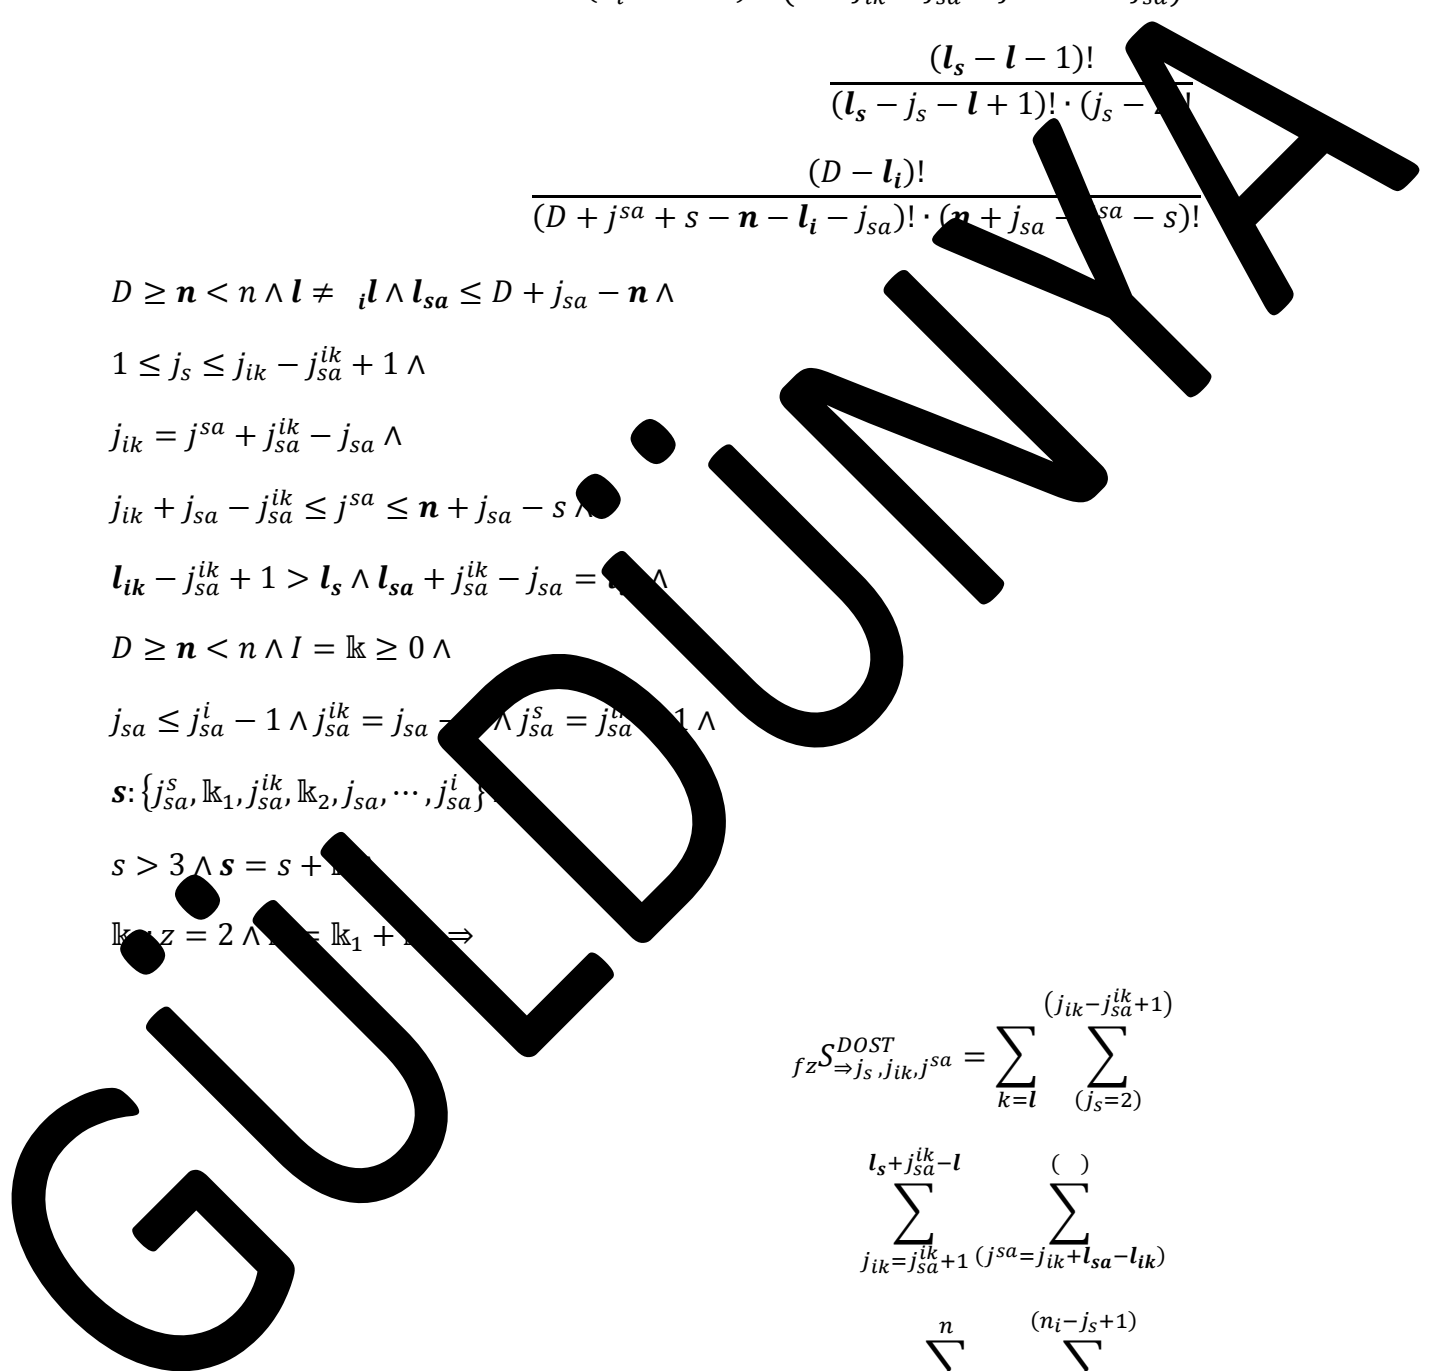 (l_s − l − 1)!
(l_s − j_s − l + 1)! · (j_s − !
(D − l_i)!
(D + j^{sa} + s − n − l_i − j_{sa})! · (n + j_{sa} − ^{sa} − s)!
D ≥ n < n ∧ l ≠ _il ∧ l_{sa} ≤ D + j_{sa} − n ∧
1 ≤ j_s ≤ j_{ik} − j_{sa}^{ik} + 1 ∧
j_{ik} = j^{sa} + j_{sa}^{ik} − j_{sa} ∧
j_{ik} + j_{sa} − j_{sa}^{ik} ≤ j^{sa} ≤ n + j_{sa} − s ∧
l_{ik} − j_{sa}^{ik} + 1 > l_s ∧ l_{sa} + j_{sa}^{ik} − j_{sa} = ∧
D ≥ n < n ∧ I = 𝕜 ≥ 0 ∧
j_{sa} ≤ j_{sa}^i − 1 ∧ j_{sa}^{ik} = j_{sa} − ∧ j_{sa}^s = j_{sa}^{ik} 1 ∧
s: {j_{sa}^s, 𝕜_1, j_{sa}^{ik}, 𝕜_2, j_{sa}, ⋯ , j_{sa}^i}
s > 3 ∧ s = s +
𝕜 z = 2 ∧ = 𝕜_1 + ⇒
_{fz}S_{⇒j_s,j_{ik},j^{sa}}^{DOST} = ∑_{k=l} ∑_{(j_s=2)}^{(j_{ik}−j_{sa}^{ik}+1)}
∑_{j_{ik}=j_{sa}^{ik}+1}^{l_s+j_{sa}^{ik}−l} ∑_{(j^{sa}=j_{ik}+l_{sa}−l_{ik})}^{( )}
∑^{n} ∑^{(n_i−j_s+1)}
GÜLDÜNYA